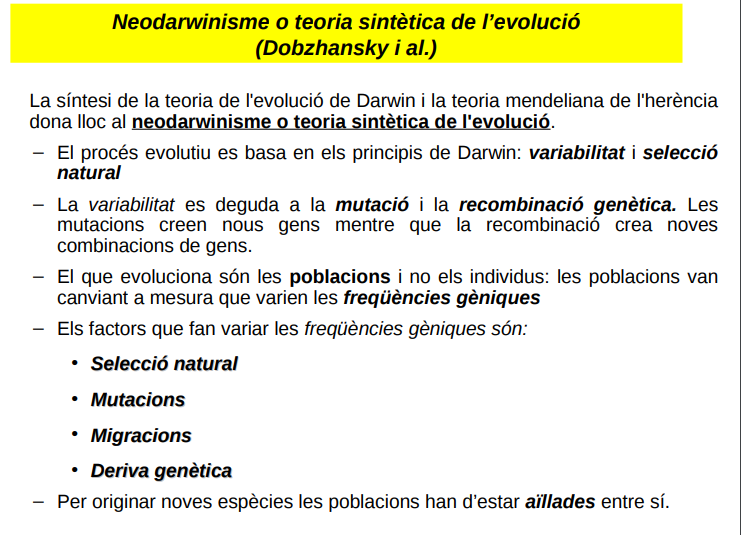 Neodarwinisme o teoria sintètica de l’evolució
(Dobzhansky i al.)
La síntesi de la teoria de l'evolució de Darwin i la teoria mendeliana de l'herència
dona lloc al neodarwinisme o teoria sintètica de l'evolució.
– El procés evolutiu es basa en els principis de Darwin: variabilitat i selecció
natural
– La variabilitat es deguda a la mutació i la recombinació genètica. Les
mutacions creen nous gens mentre que la recombinació crea noves
combinacions de gens.
– El que evoluciona són les poblacions i no els individus: les poblacions van
canviant a mesura que varien les freqüències gèniques
– Els factors que fan variar les freqüències gèniques són:
• Selecció natural
• Mutacions
• Migracions
• Deriva genètica
– Per originar noves espècies les poblacions han d’estar aïllades entre sí.